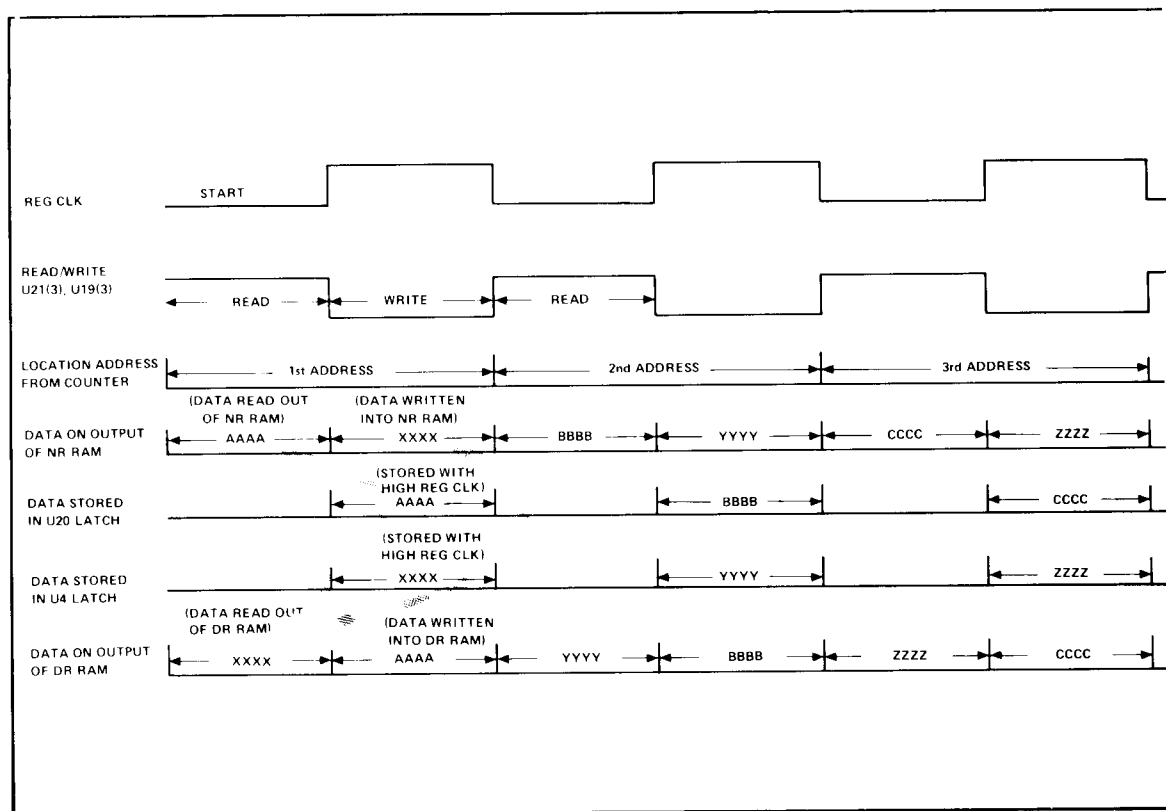 START
REG CLK
READ/WRITE
U21(3), U19(3)
READ WRITE READ
LOCATION ADDRESS
FROM COUNTER
1st ADDRESS 2nd ADDRESS 3rd ADDRESS
(DATA READ OUT
OF NR RAM)
(DATA WRITTEN
INTO NR RAM)
DATA ON OUTPUT
OF NR RAM
AAAA XXXX BBBB YYYY CCCC ZZZZ
(STORED WITH
HIGH REG CLK)
DATA STORED
IN U20 LATCH
AAAA BBBB CCCC
(STORED WITH
HIGH REG CLK)
DATA STORED
IN U4 LATCH
XXXX YYYY ZZZZ
(DATA READ OUT
OF DR RAM)
(DATA WRITTEN
INTO DR RAM)
DATA ON OUTPUT
OF DR RAM
XXXX AAAA YYYY BBBB ZZZZ CCCC